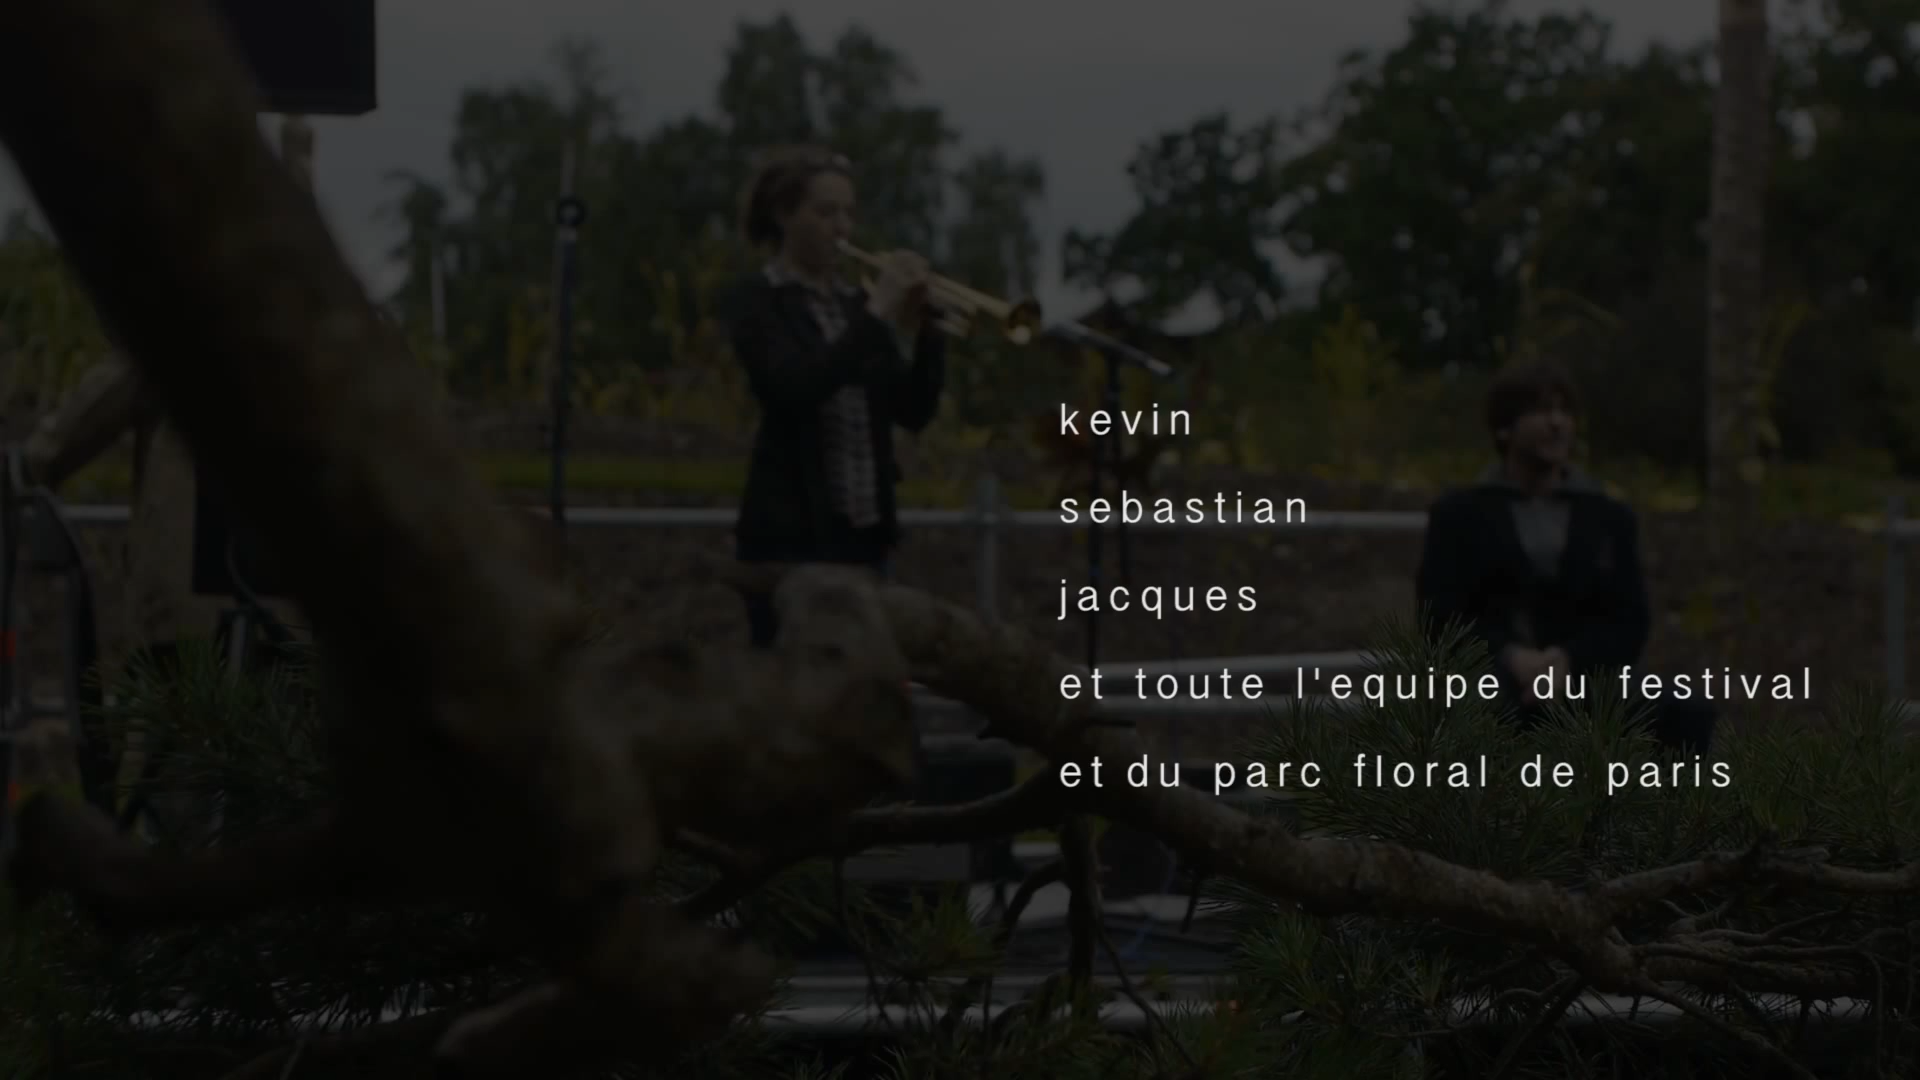 kevin
sebastian
jacques
et toute l'equipe du festival
et du parc floral de paris